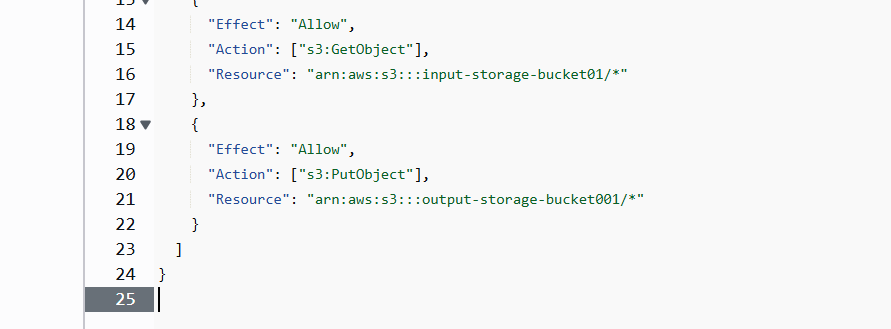 13 {
14 "Effect": "Allow",
15 "Action": ["s3:GetObject"],
16 "Resource": "arn:aws:s3:::input-storage-bucket01/*"
17 },
18 {
19 "Effect": "Allow",
20 "Action": ["s3:PutObject"],
21 "Resource": "arn:aws:s3:::output-storage-bucket001/*"
22 }
23 ]
24 }
25